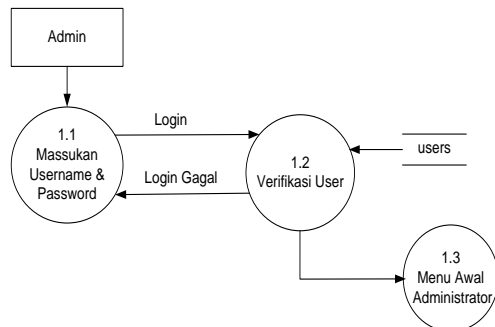 Admin
Login
1.1
Massukan
Username &
Password
1.2
Verifikasi User
users
Login Gagal
1.3
Menu Awal
Administrator